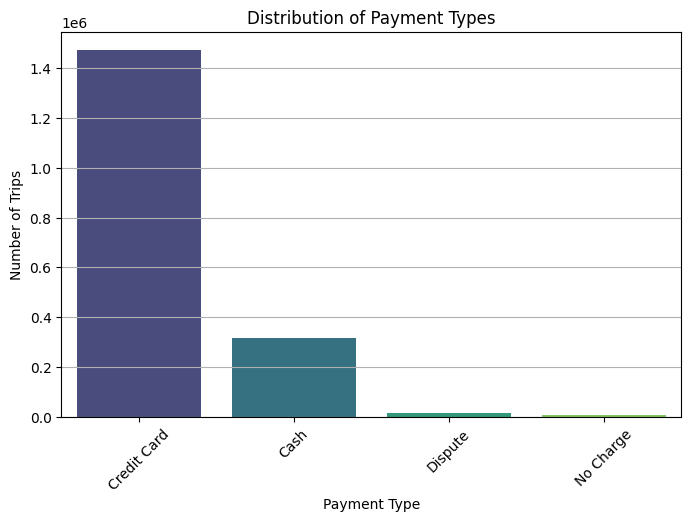 Distribution of Payment Types
1e6
1.4
1.2
1.0
0.8
0.6
0.4
0.2
0.0
Number of Trips
Credit Card
Cash
Dispute
No Charge
Payment Type